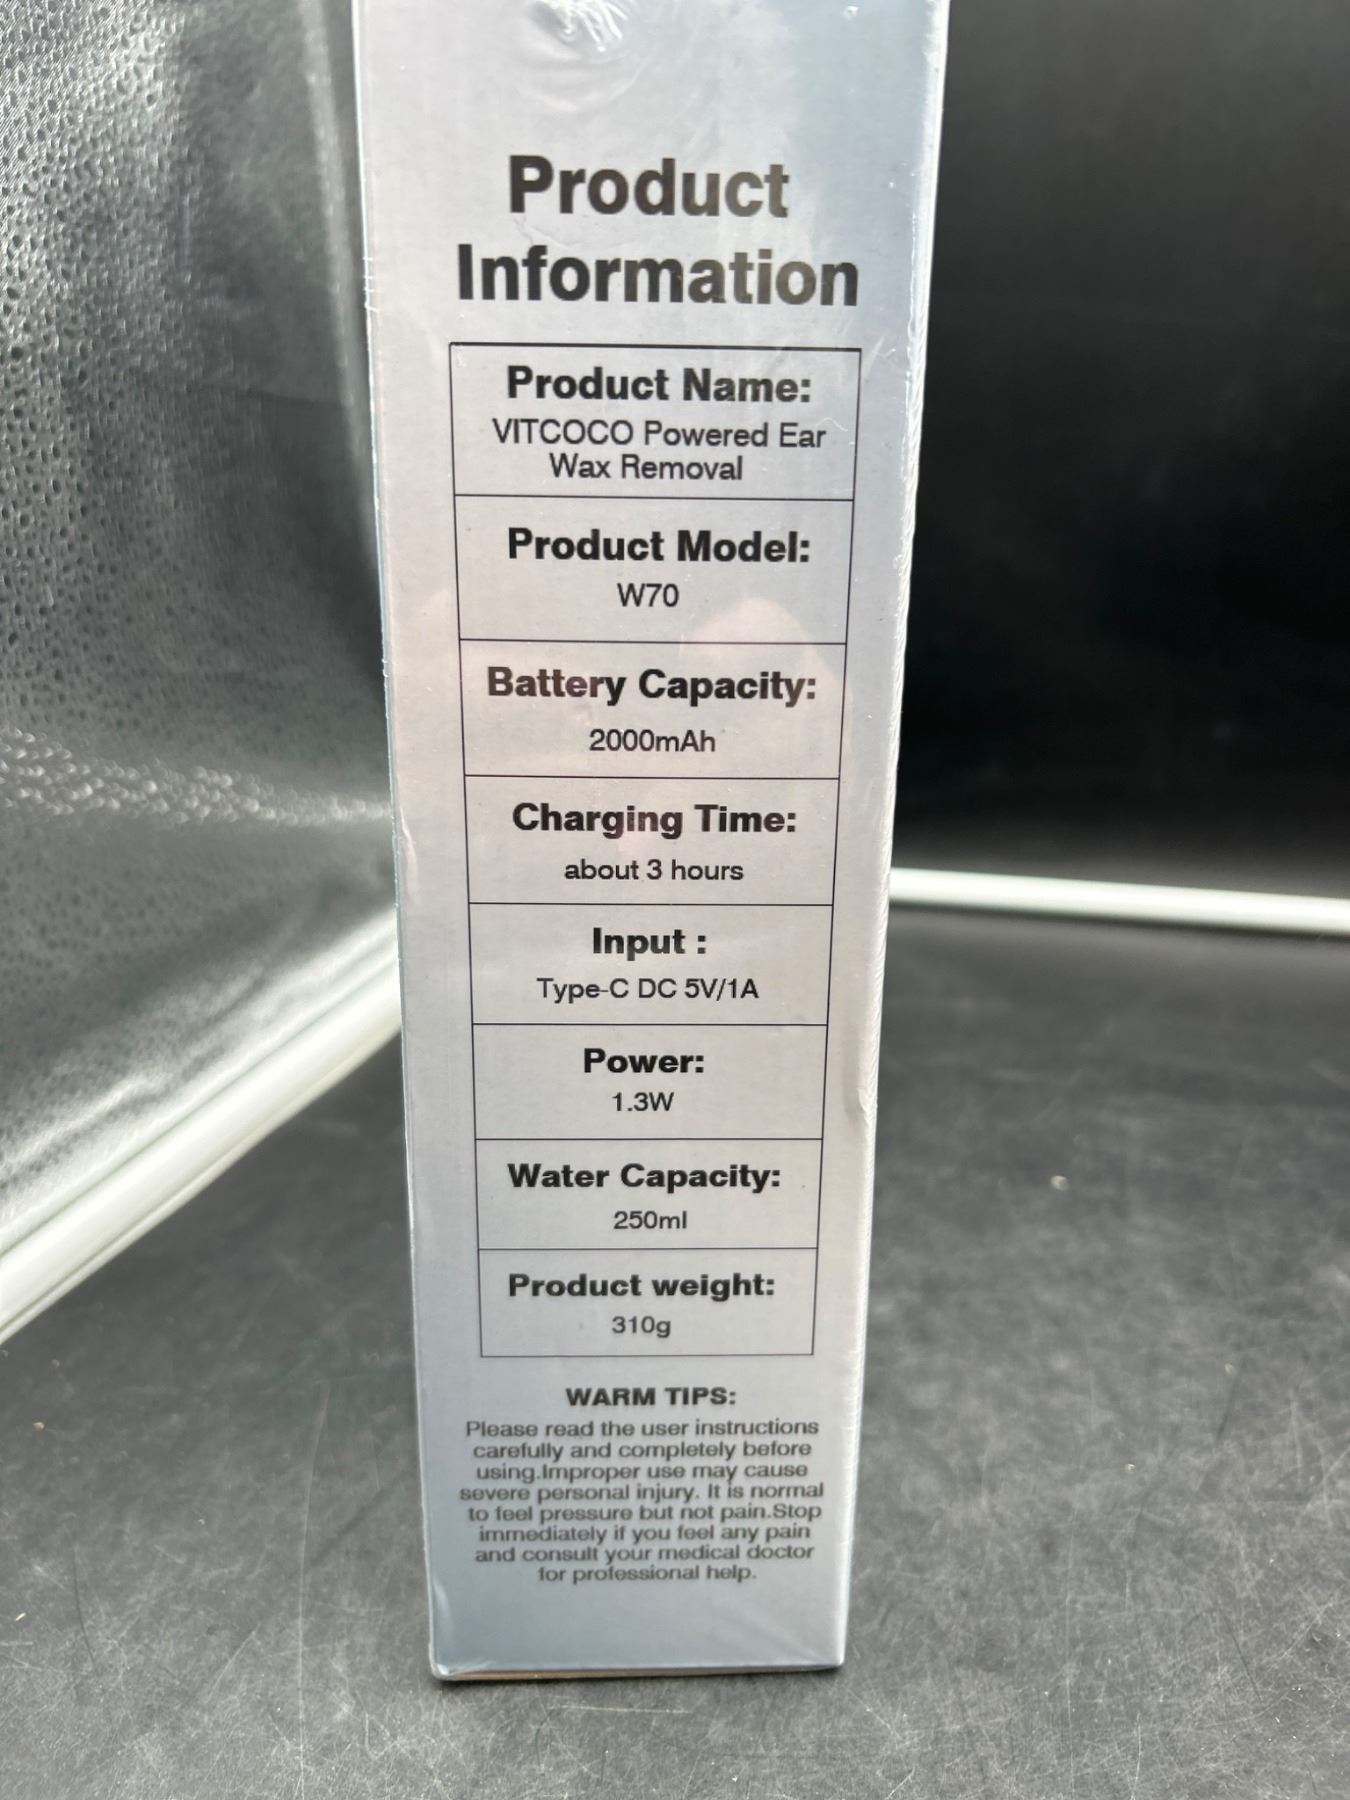 Product
Information
Product Name:
VITCOCO Powered Ear
Wax Removal
Product Model:
W70
Battery Capacity:
2000mAh
Charging Time:
about 3 hours
Input :
Type-C DC 5V/1A
Power:
1.3W
Water Capacity:
250ml
Product weight:
310g
WARM TIPS:
Please read the user instructions
carefully and completely before
using.Improper use may cause
severe personal injury. It is normal
to feel pressure but not pain.Stop
immediately if you feel any pain
and consult your medical doctor
for professional help.